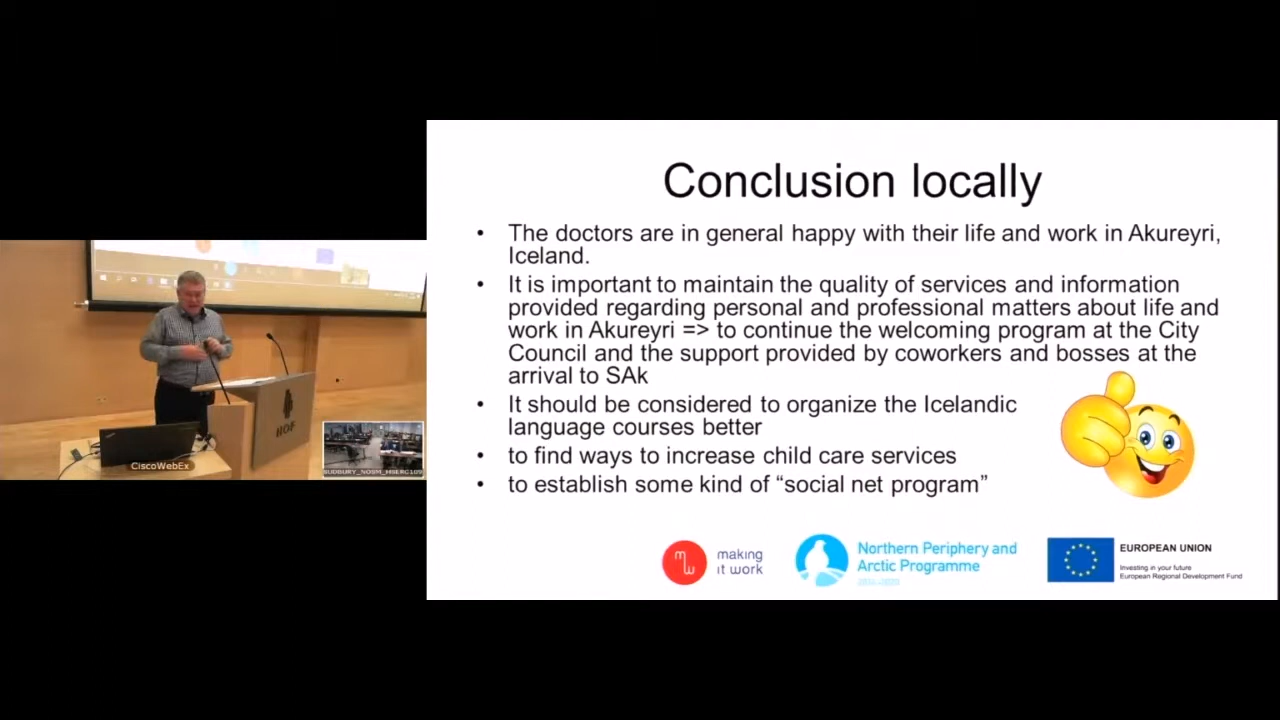 Conclusion locally
• The doctors are in general happy with their life and work in Akureyri,
Iceland.
• It is important to maintain the quality of services and information
provided regarding personal and professional matters about life and
work in Akureyri => to continue the welcoming program at the City
Council and the support provided by coworkers and bosses at the
arrival to SAk
• It should be considered to organize the Icelandic
language courses better
• to find ways to increase child care services
• to establish some kind of “social net program”
making
it work
Northern Periphery and
Arctic Programme
EUROPEAN UNION
Investing in your future
European Regional Development Fund
HOF
CiscoWebEx